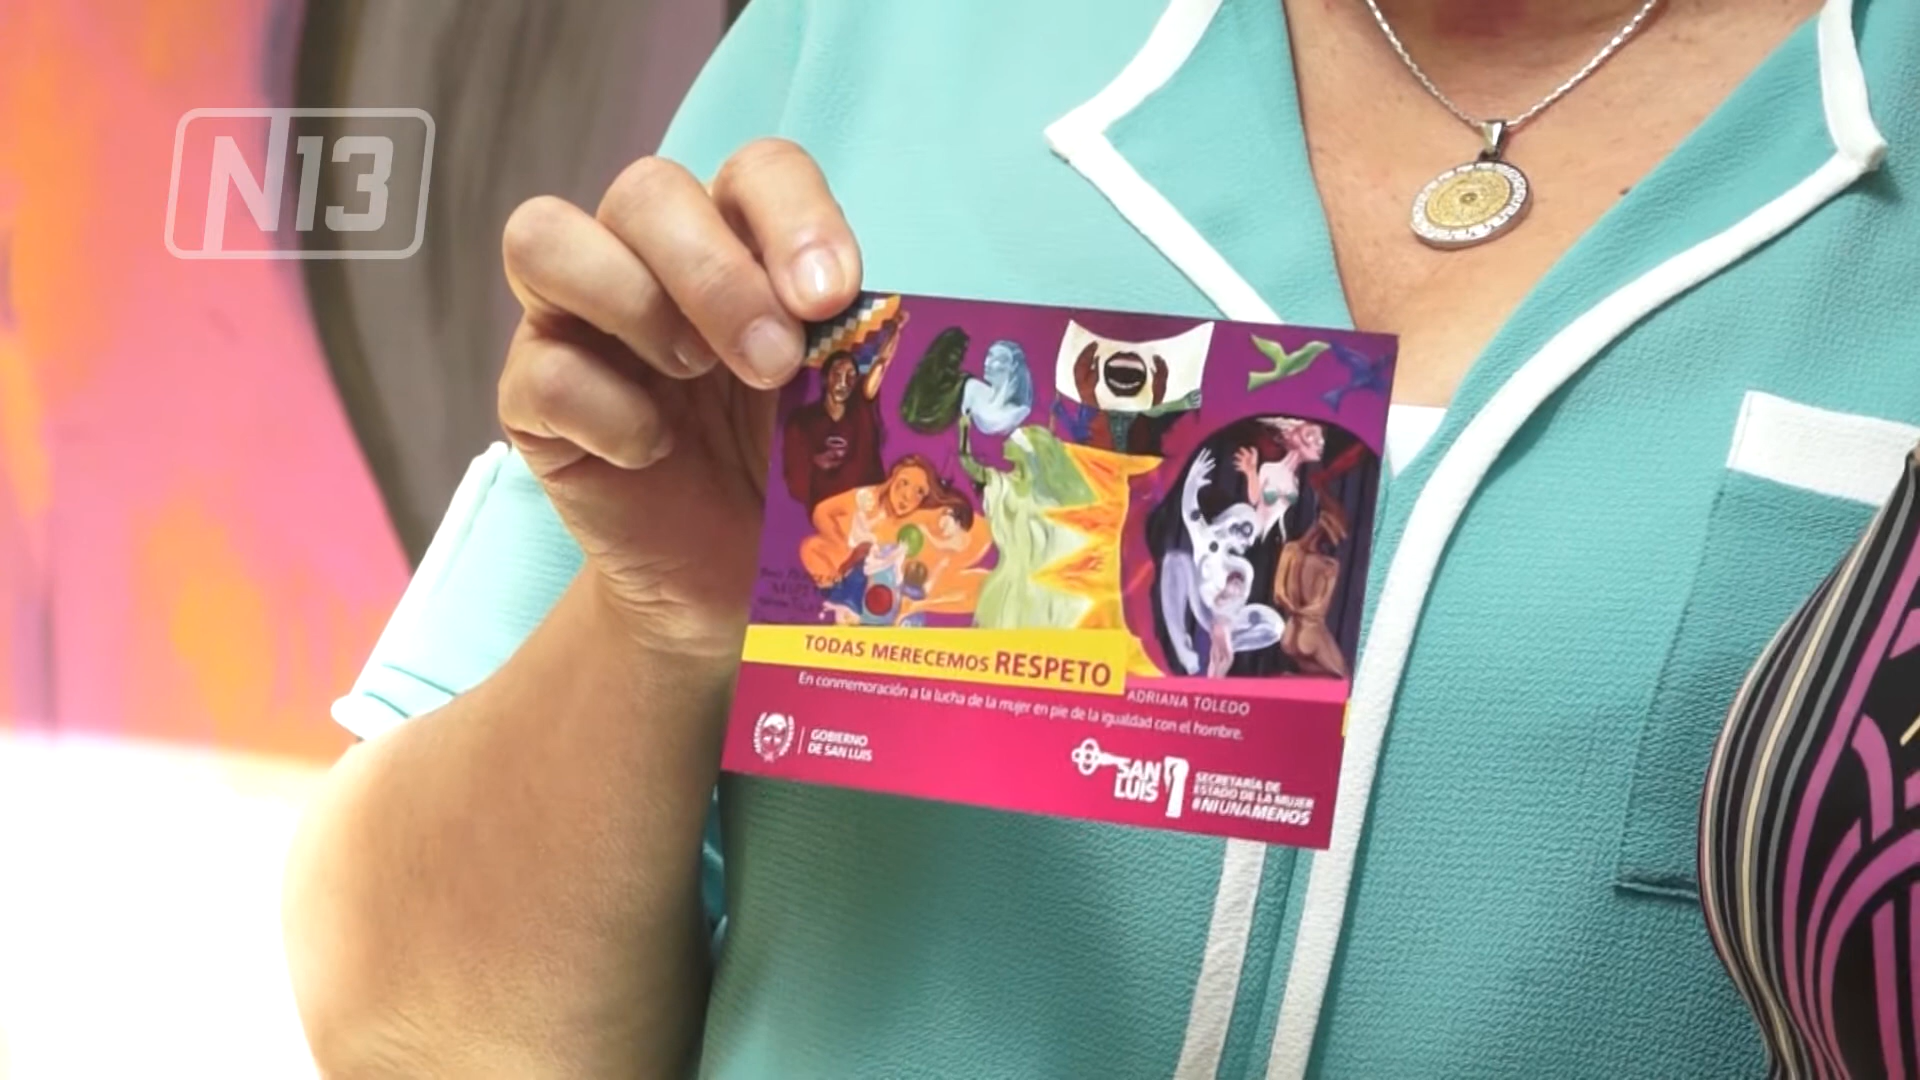 N13
TODAS MERECEMOS RESPETO
ADRIANA TOLEDO
En conmemoración a la lucha de la mujer en pie de la igualdad con el hombre.
GOBIERNO
DE SAN LUIS
SAN
LUIS
SECRETARÍA DE
ESTADO DE LA MUJER
#NIUNAMENOS